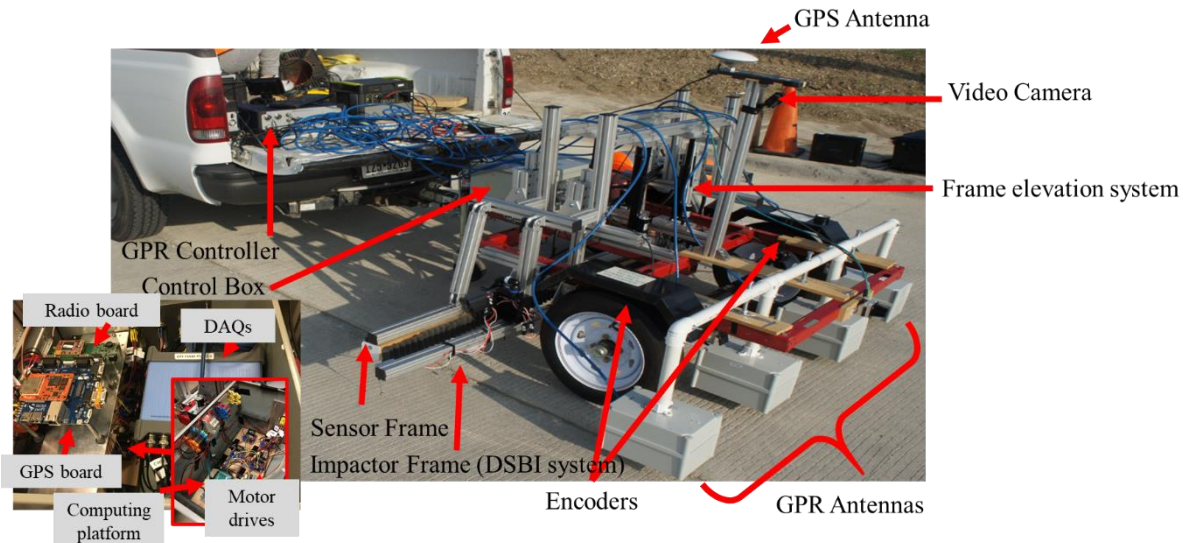 GPS Antenna
Video Camera
Frame elevation system
GPR Controller
Control Box
Radio board
DAQs
Sensor Frame
GPS board
Impactor Frame (DSBI system)
Computing
platform
Motor
drives
Encoders
GPR Antennas